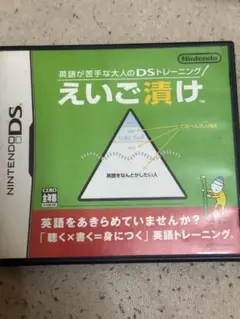 Nintendo
英語が苦手な大人のDSトレーニング
えいご漬け
TM
NINTENDO DS
TM
英語をなんとかしたい人
CERO
全年齢
英語をあきらめていませんか?
「聴く×書く=身につく」英語トレーニング。